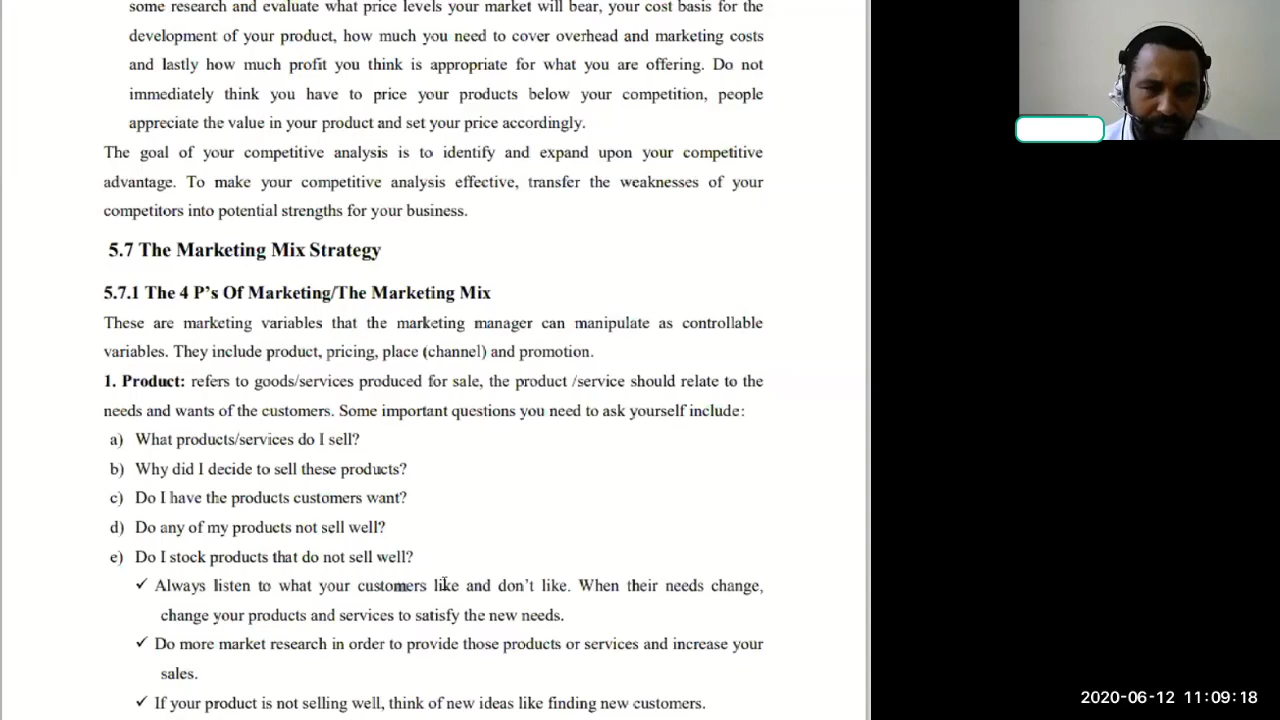 some research and evaluate what price levels your market will bear, your cost basis for the
development of your product, how much you need to cover overhead and marketing costs
and lastly how much profit you think is appropriate for what you are offering. Do not
immediately think you have to price your products below your competition, people
appreciate the value in your product and set your price accordingly.
The goal of your competitive analysis is to identify and expand upon your competitive
advantage. To make your competitive analysis effective, transfer the weaknesses of your
competitors into potential strengths for your business.
5.7 The Marketing Mix Strategy
5.7.1 The 4 P’s Of Marketing/The Marketing Mix
These are marketing variables that the marketing manager can manipulate as controllable
variables. They include product, pricing, place (channel) and promotion.
1. Product: refers to goods/services produced for sale, the product /service should relate to the
needs and wants of the customers. Some important questions you need to ask yourself include:
a) What products/services do I sell?
b) Why did I decide to sell these products?
c) Do I have the products customers want?
d) Do any of my products not sell well?
e) Do I stock products that do not sell well?
✓ Always listen to what your customers like and don’t like. When their needs change,
change your products and services to satisfy the new needs.
✓ Do more market research in order to provide those products or services and increase your
sales.
✓ If your product is not selling well, think of new ideas like finding new customers.
2020-06-12 11:09:18